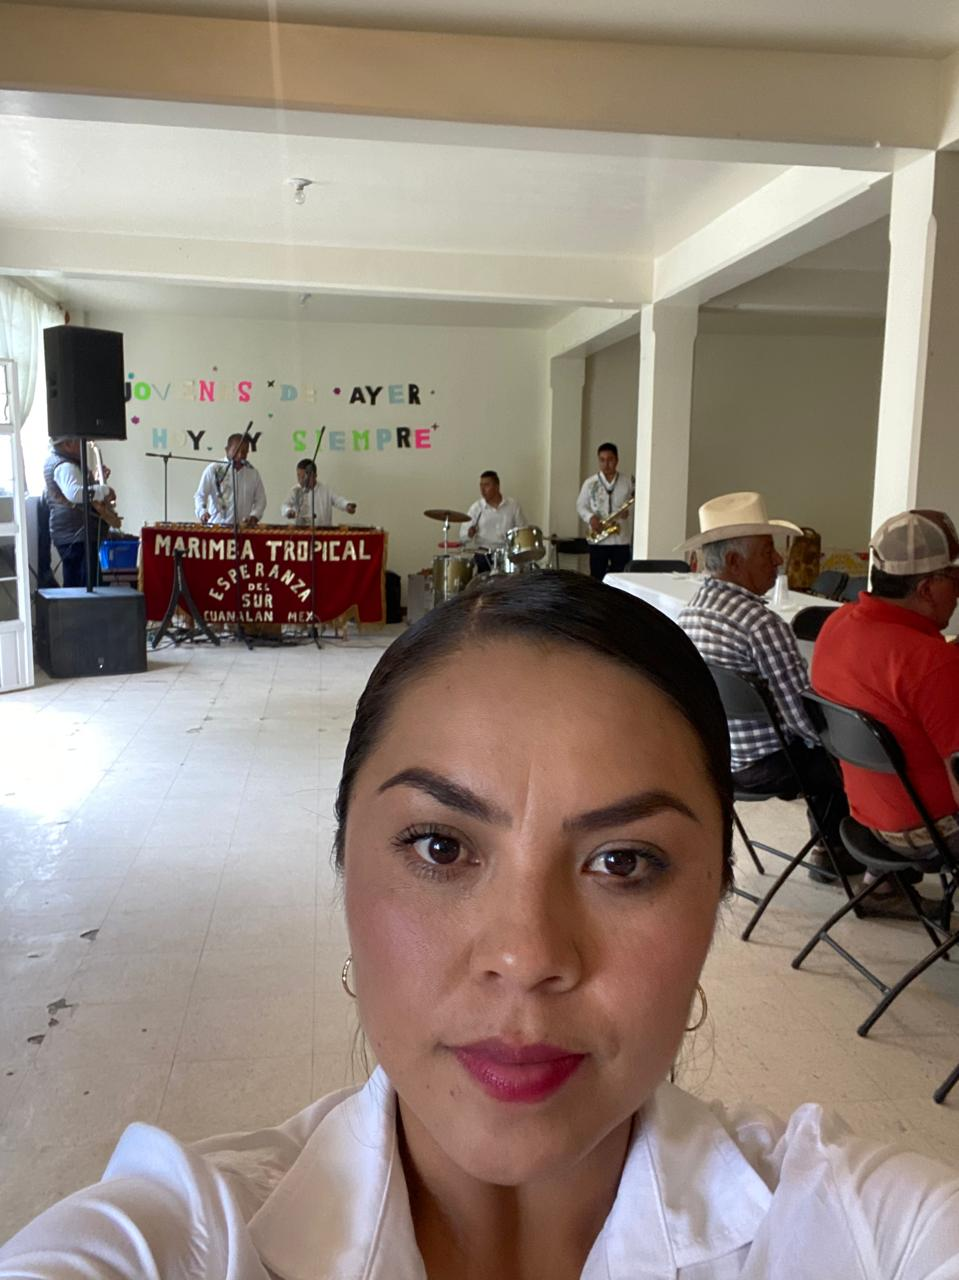 JOVENES DE AYER
HOY Y SIEMPRE
MARIMBA TROPICAL
ESPERANZA
DEL
SUR
CUANALAN MEX